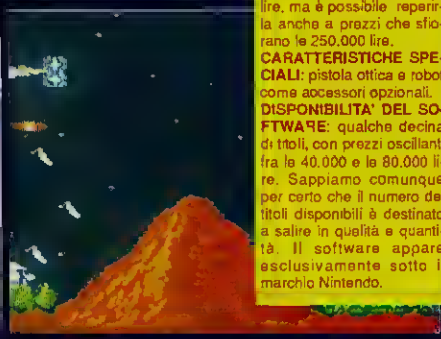 lire, ma è possibile reperir-
la anche a prezzi che sfio-
rano le 250.000 lire.
CARATTERISTICHE SPE-
CIALI: pistola ottica e robot
come accessori opzionali.
DISPONIBILITA' DEL SO-
FTWARE: qualche decina
di titoli, con prezzi oscillanti
fra le 40.000 e le 80.000 li-
re. Sappiamo comunque
per certo che il numero dei
titoli disponibili è destinato
a salire in quelità e quanti-
tà. Il software appare
esclusivamente sotto il
marchio Nintendo.